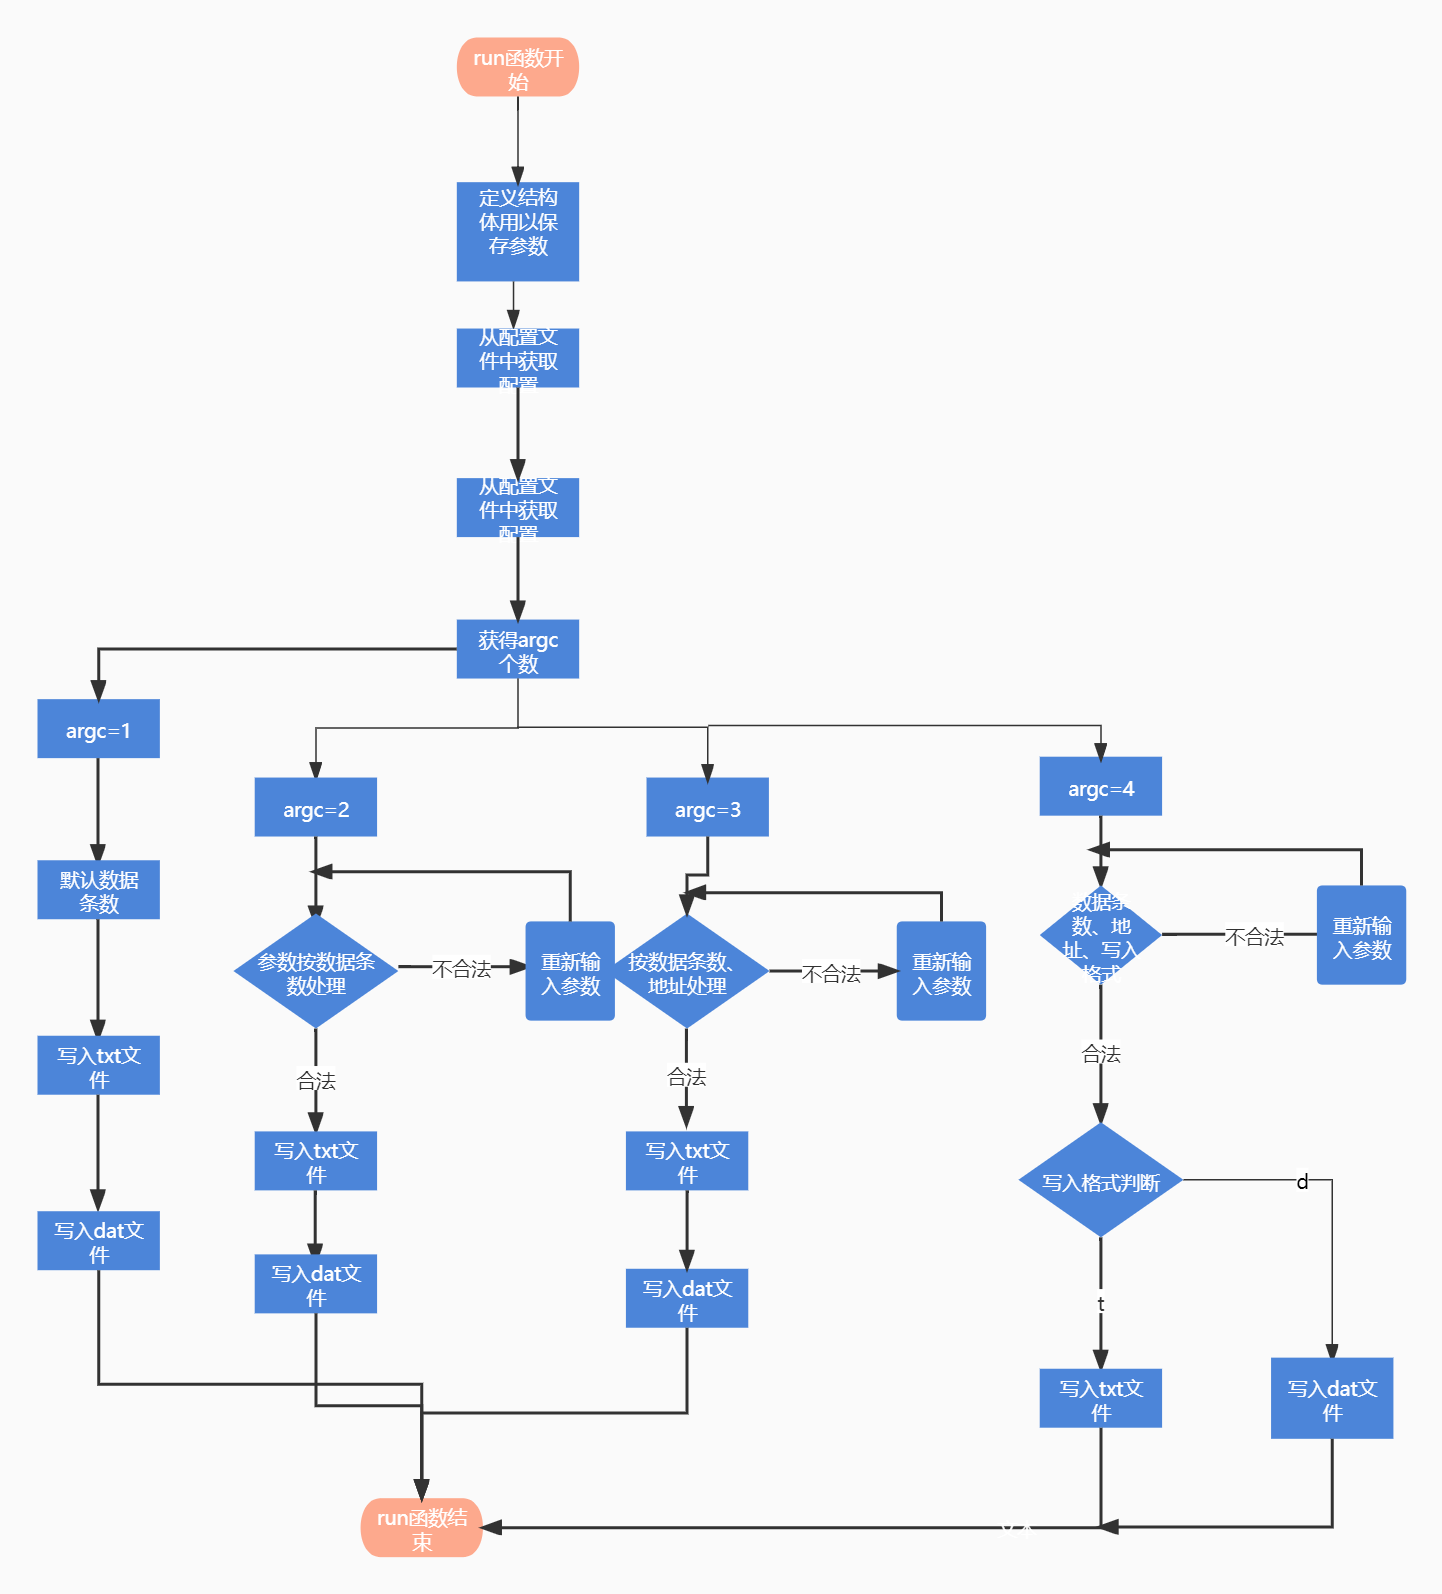 run函数开
始
定义结构
体用以保
存参数
从配置文
件中获取
配置
从配置文
件中获取
配置
获得argc
个数
argc=1
默认数据
条数
写入txt文
件
写入dat文
件
argc=2
参数按数据条
数处理
不合法
重新输
入参数
合法
写入txt文
件
写入dat文
件
argc=3
按数据条数、
地址处理
不合法
重新输
入参数
合法
写入txt文
件
写入dat文
件
argc=4
数据条
数、地
址、写入
格式
不合法
重新输
入参数
合法
写入格式判断
d
t
写入txt文
件
写入dat文
件
run函数结
束